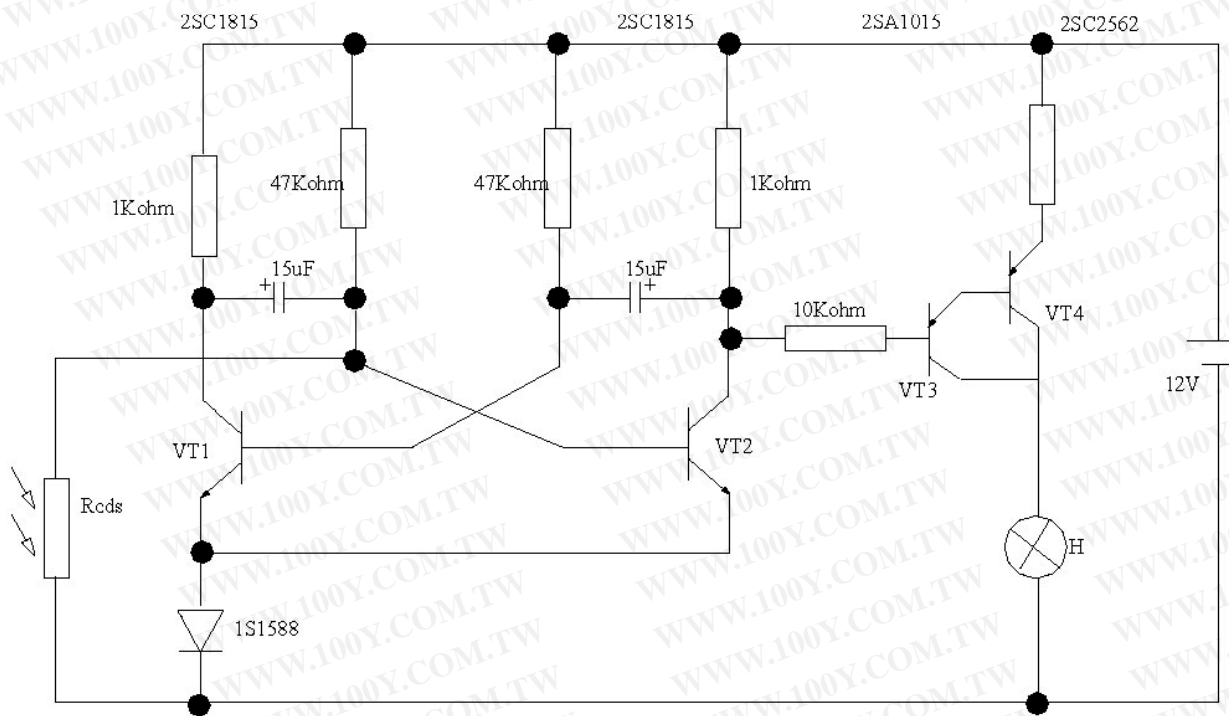 2SC1815
2SC1815
2SA1015
2SC2562
1Kohm
47Kohm
47Kohm
1Kohm
+
15uF
15uF
+
10Kohm
VT4
VT3
12V
VT1
VT2
Rcds
H
1S1588
WWW.100Y.COM.TW